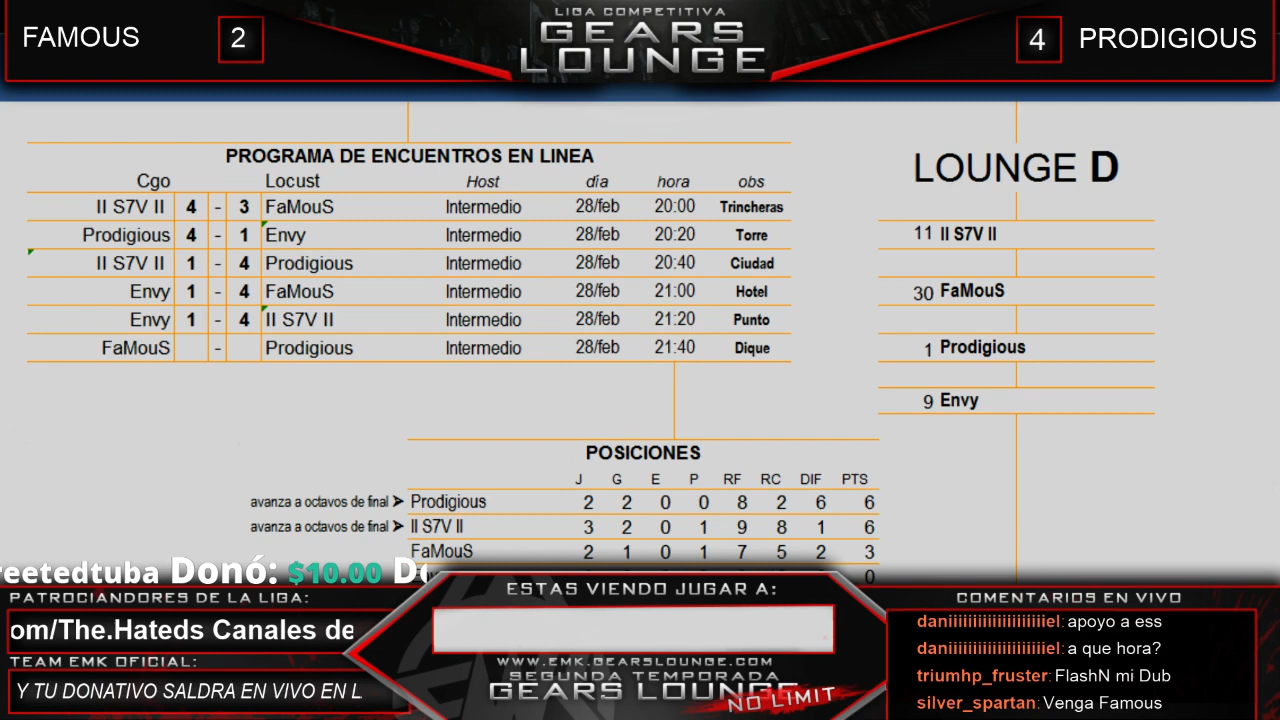 FAMOUS 2
LIGA COMPETITIVA
GEARS
LOUNGE
4 PRODIGIOUS
PROGRAMA DE ENCUENTROS EN LINEA
Cgo Locust Host día hora obs
II S7V II 4 - 3 FaMouS Intermedio 28/feb 20:00 Trincheras
Prodigious 4 - 1 Envy Intermedio 28/feb 20:20 Torre
II S7V II 1 - 4 Prodigious Intermedio 28/feb 20:40 Ciudad
Envy 1 - 4 FaMouS Intermedio 28/feb 21:00 Hotel
Envy 1 - 4 II S7V II Intermedio 28/feb 21:20 Punto
FaMouS - Prodigious Intermedio 28/feb 21:40 Dique
LOUNGE D
11 II S7V II
30 FaMouS
1 Prodigious
9 Envy
POSICIONES
J G E P RF RC DIF PTS
avanza a octavos de final ➤ Prodigious 2 2 0 0 8 2 6 6
avanza a octavos de final ➤ II S7V II 3 2 0 1 9 8 1 6
FaMouS 2 1 0 1 7 5 2 3
0
reetedtuba Donó: $10.00 Do
PATROCIANDORES DE LA LIGA:
om/The.Hateds Canales de
TEAM EMK OFICIAL:
Y TU DONATIVO SALDRA EN VIVO EN L
ESTAS VIENDO JUGAR A:
WWW.EMK.GEARSLOUNGE.COM
SEGUNDA TEMPORADA
GEARS LOUNGE
NO LIMIT
COMENTARIOS EN VIVO
daniiiiiiiiiiiiiiiiiiiiiel: apoyo a ess
daniiiiiiiiiiiiiiiiiiiiiel: a que hora?
triumhp_fruster: FlashN mi Dub
silver_spartan: Venga Famous